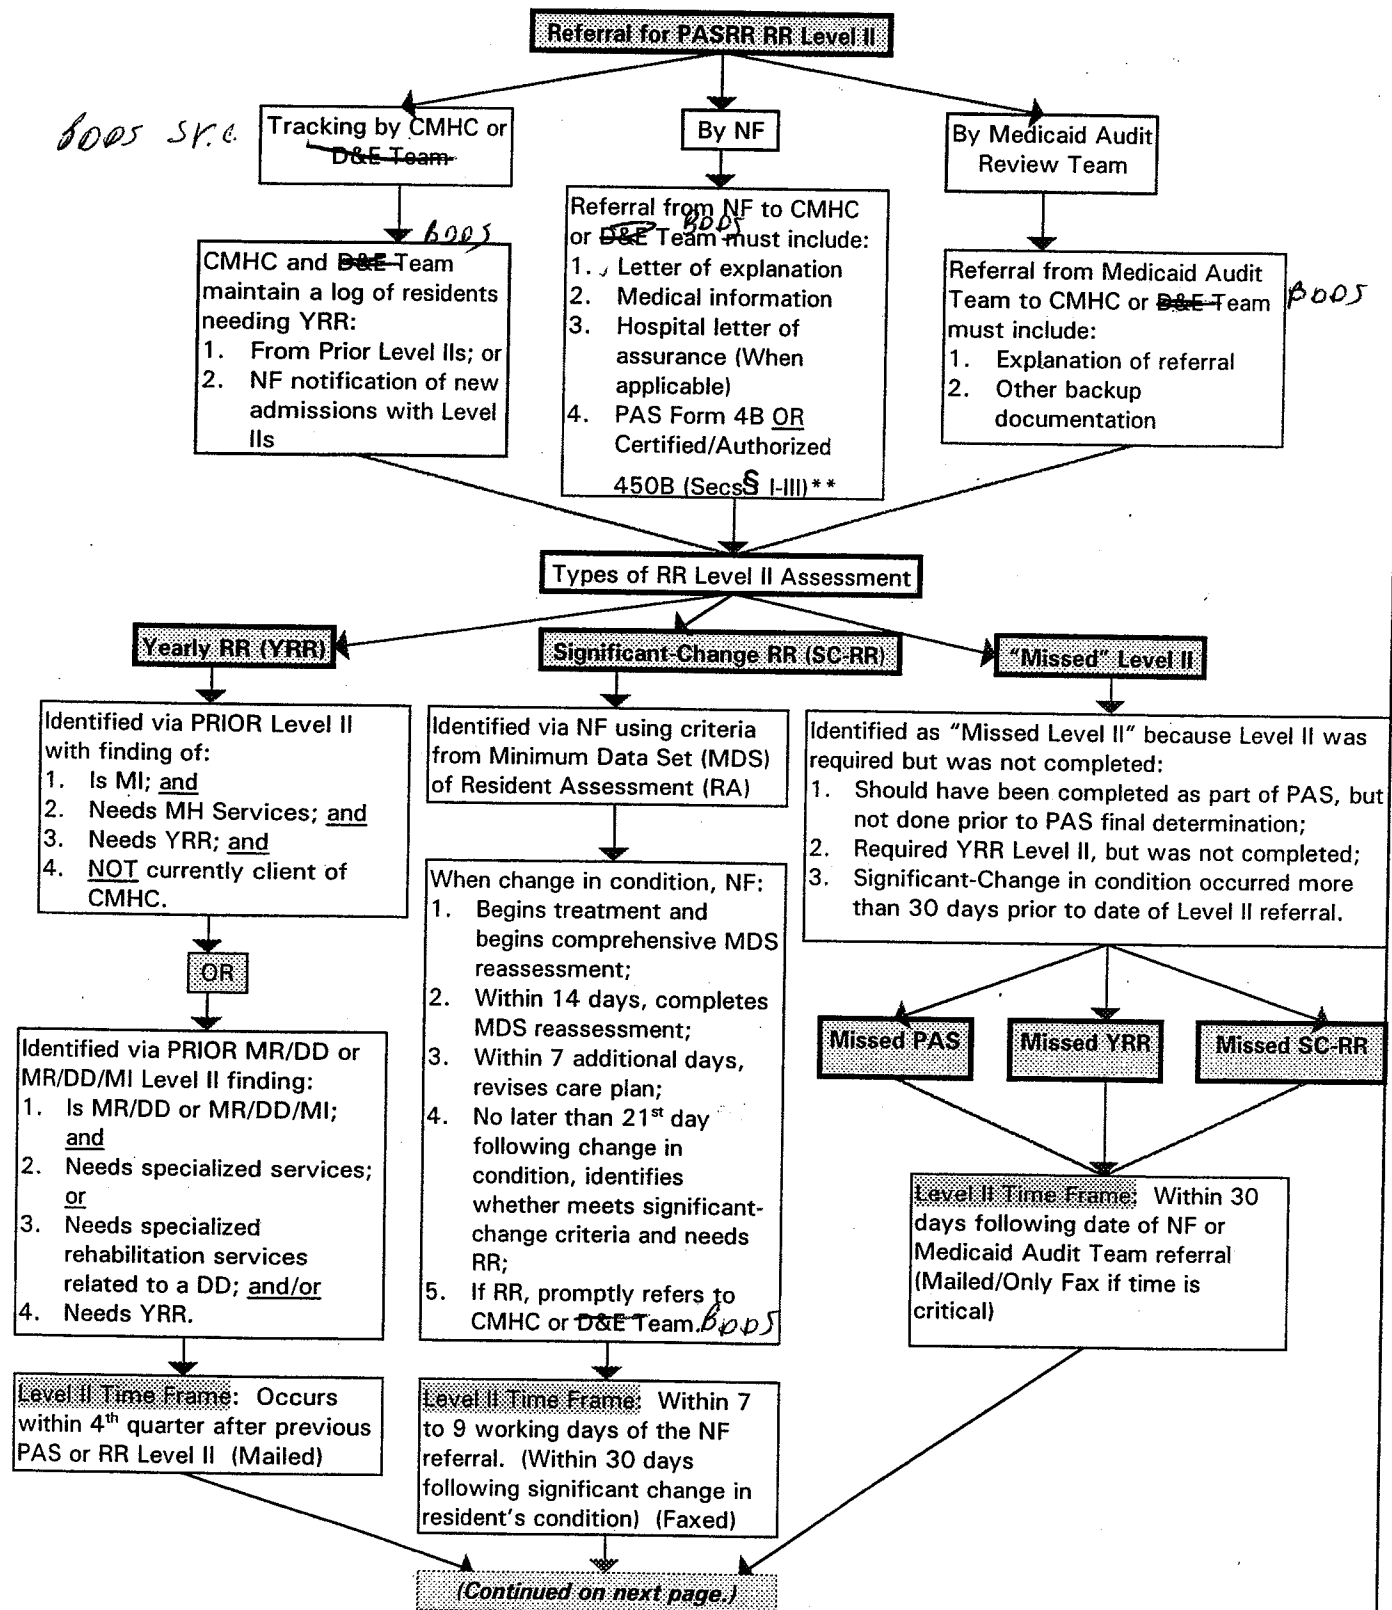 Referral for PASRR RR Level II
BDDS
Tracking by CMHC or
D&E Team
By NF
By Medicaid Audit
Review Team
BDDS
CMHC and D&E Team
maintain a log of residents
needing YRR:
1. From Prior Level IIs; or
2. NF notification of new
admissions with Level
IIs
Referral from NF to CMHC
BDDS
or D&E Team must include:
1. Letter of explanation
2. Medical information
3. Hospital letter of
assurance (When
applicable)
4. PAS Form 4B OR
Certified/Authorized
450B (Secs§ I-III)**
Referral from Medicaid Audit
Team to CMHC or D&E Team BDDS
must include:
1. Explanation of referral
2. Other backup
documentation
Types of RR Level II Assessment
Yearly RR (YRR)
Significant-Change RR (SC-RR)
"Missed" Level II
Identified via PRIOR Level II
with finding of:
1. Is MI; and
2. Needs MH Services; and
3. Needs YRR; and
4. NOT currently client of
CMHC.
OR
Identified via PRIOR MR/DD or
MR/DD/MI Level II finding:
1. Is MR/DD or MR/DD/MI;
and
2. Needs specialized services;
or
3. Needs specialized
rehabilitation services
related to a DD; and/or
4. Needs YRR.
Level II Time Frame: Occurs
within 4th quarter after previous
PAS or RR Level II (Mailed)
Identified via NF using criteria
from Minimum Data Set (MDS)
of Resident Assessment (RA)
When change in condition, NF:
1. Begins treatment and
begins comprehensive MDS
reassessment;
2. Within 14 days, completes
MDS reassessment;
3. Within 7 additional days,
revises care plan;
4. No later than 21st day
following change in
condition, identifies
whether meets significant-
change criteria and needs
RR;
5. If RR, promptly refers to
CMHC or D&E Team. BDDS
Level II Time Frame: Within 7
to 9 working days of the NF
referral. (Within 30 days
following significant change in
resident's condition) (Faxed)
Identified as "Missed Level II" because Level II was
required but was not completed:
1. Should have been completed as part of PAS, but
not done prior to PAS final determination;
2. Required YRR Level II, but was not completed;
3. Significant-Change in condition occurred more
than 30 days prior to date of Level II referral.
Missed PAS
Missed YRR
Missed SC-RR
Level II Time Frame: Within 30
days following date of NF or
Medicaid Audit Team referral
(Mailed/Only Fax if time is
critical)
(Continued on next page.)